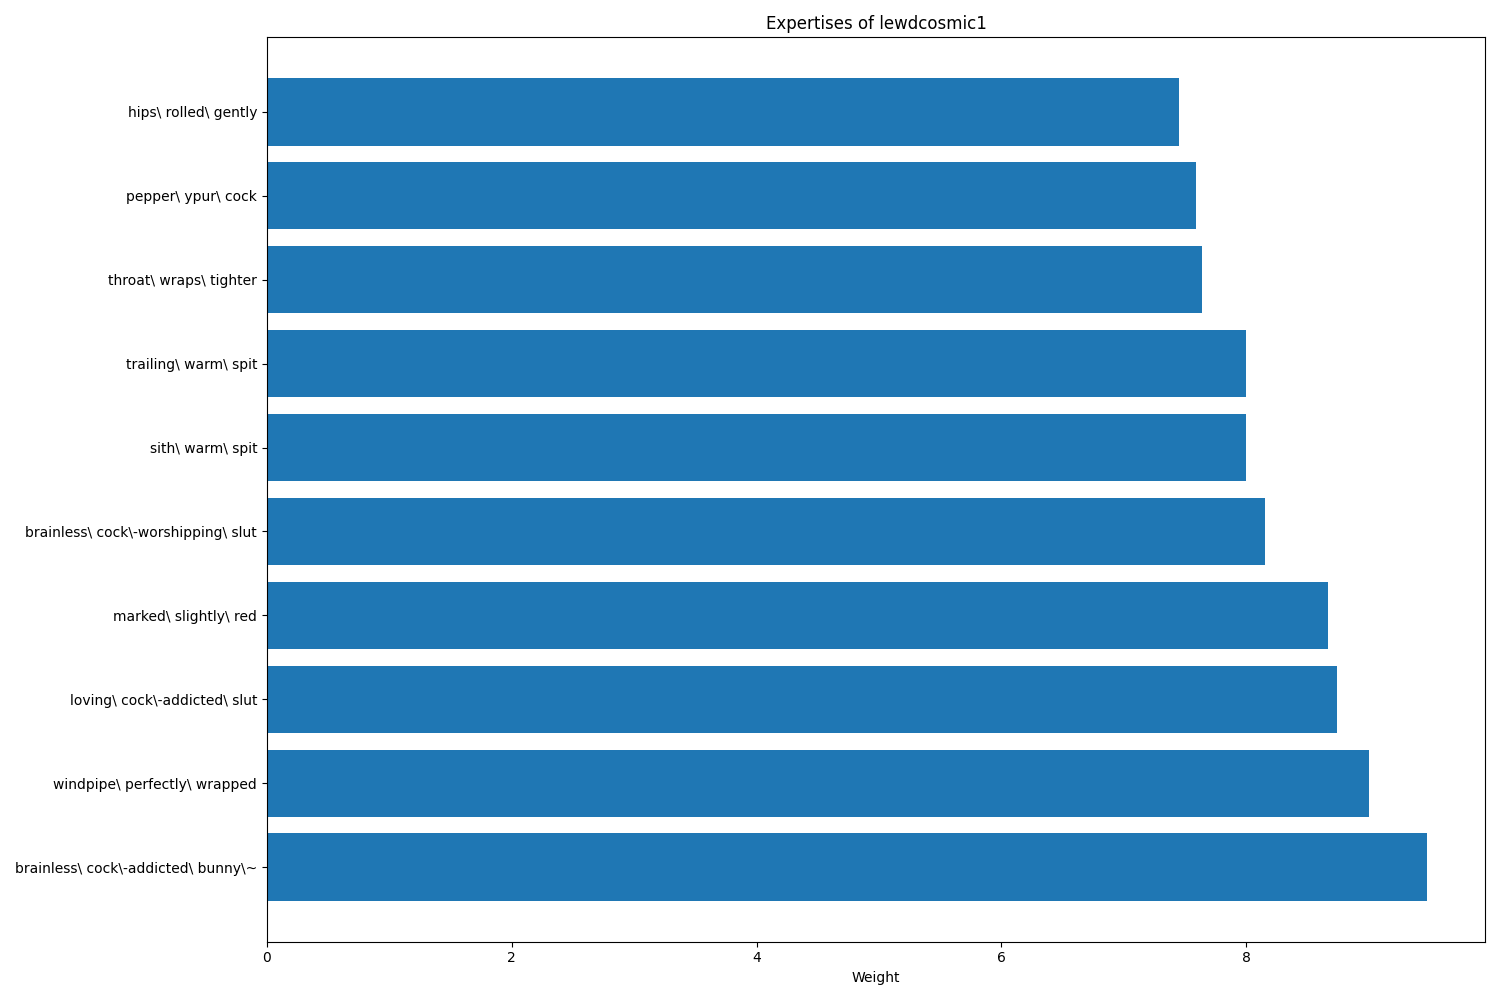 Expertises of lewdcosmic1
hips\ rolled\ gently
pepper\ ypur\ cock
throat\ wraps\ tighter
trailing\ warm\ spit
sith\ warm\ spit
brainless\ cock\-worshipping\ slut
marked\ slightly\ red
loving\ cock\-addicted\ slut
windpipe\ perfectly\ wrapped
brainless\ cock\-addicted\ bunny\~
0 2 4 6 8
Weight